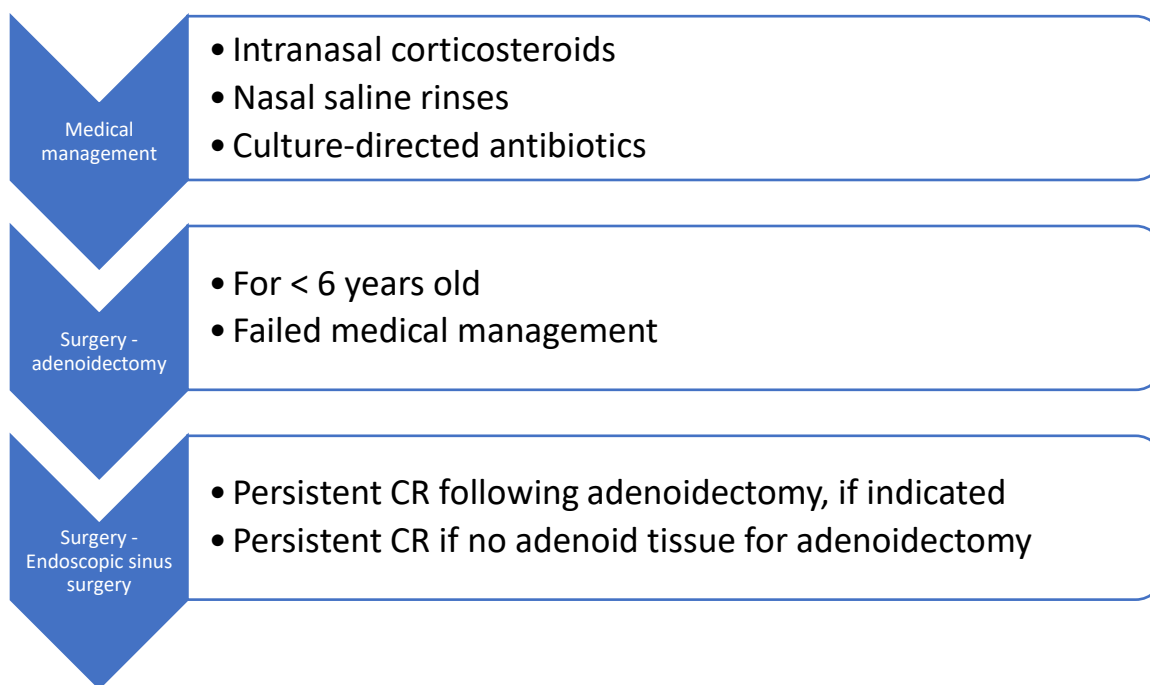 Medical
management
• Intranasal corticosteroids
• Nasal saline rinses
• Culture-directed antibiotics
Surgery -
adenoidectomy
• For < 6 years old
• Failed medical management
Surgery -
Endoscopic sinus
surgery
• Persistent CR following adenoidectomy, if indicated
• Persistent CR if no adenoid tissue for adenoidectomy